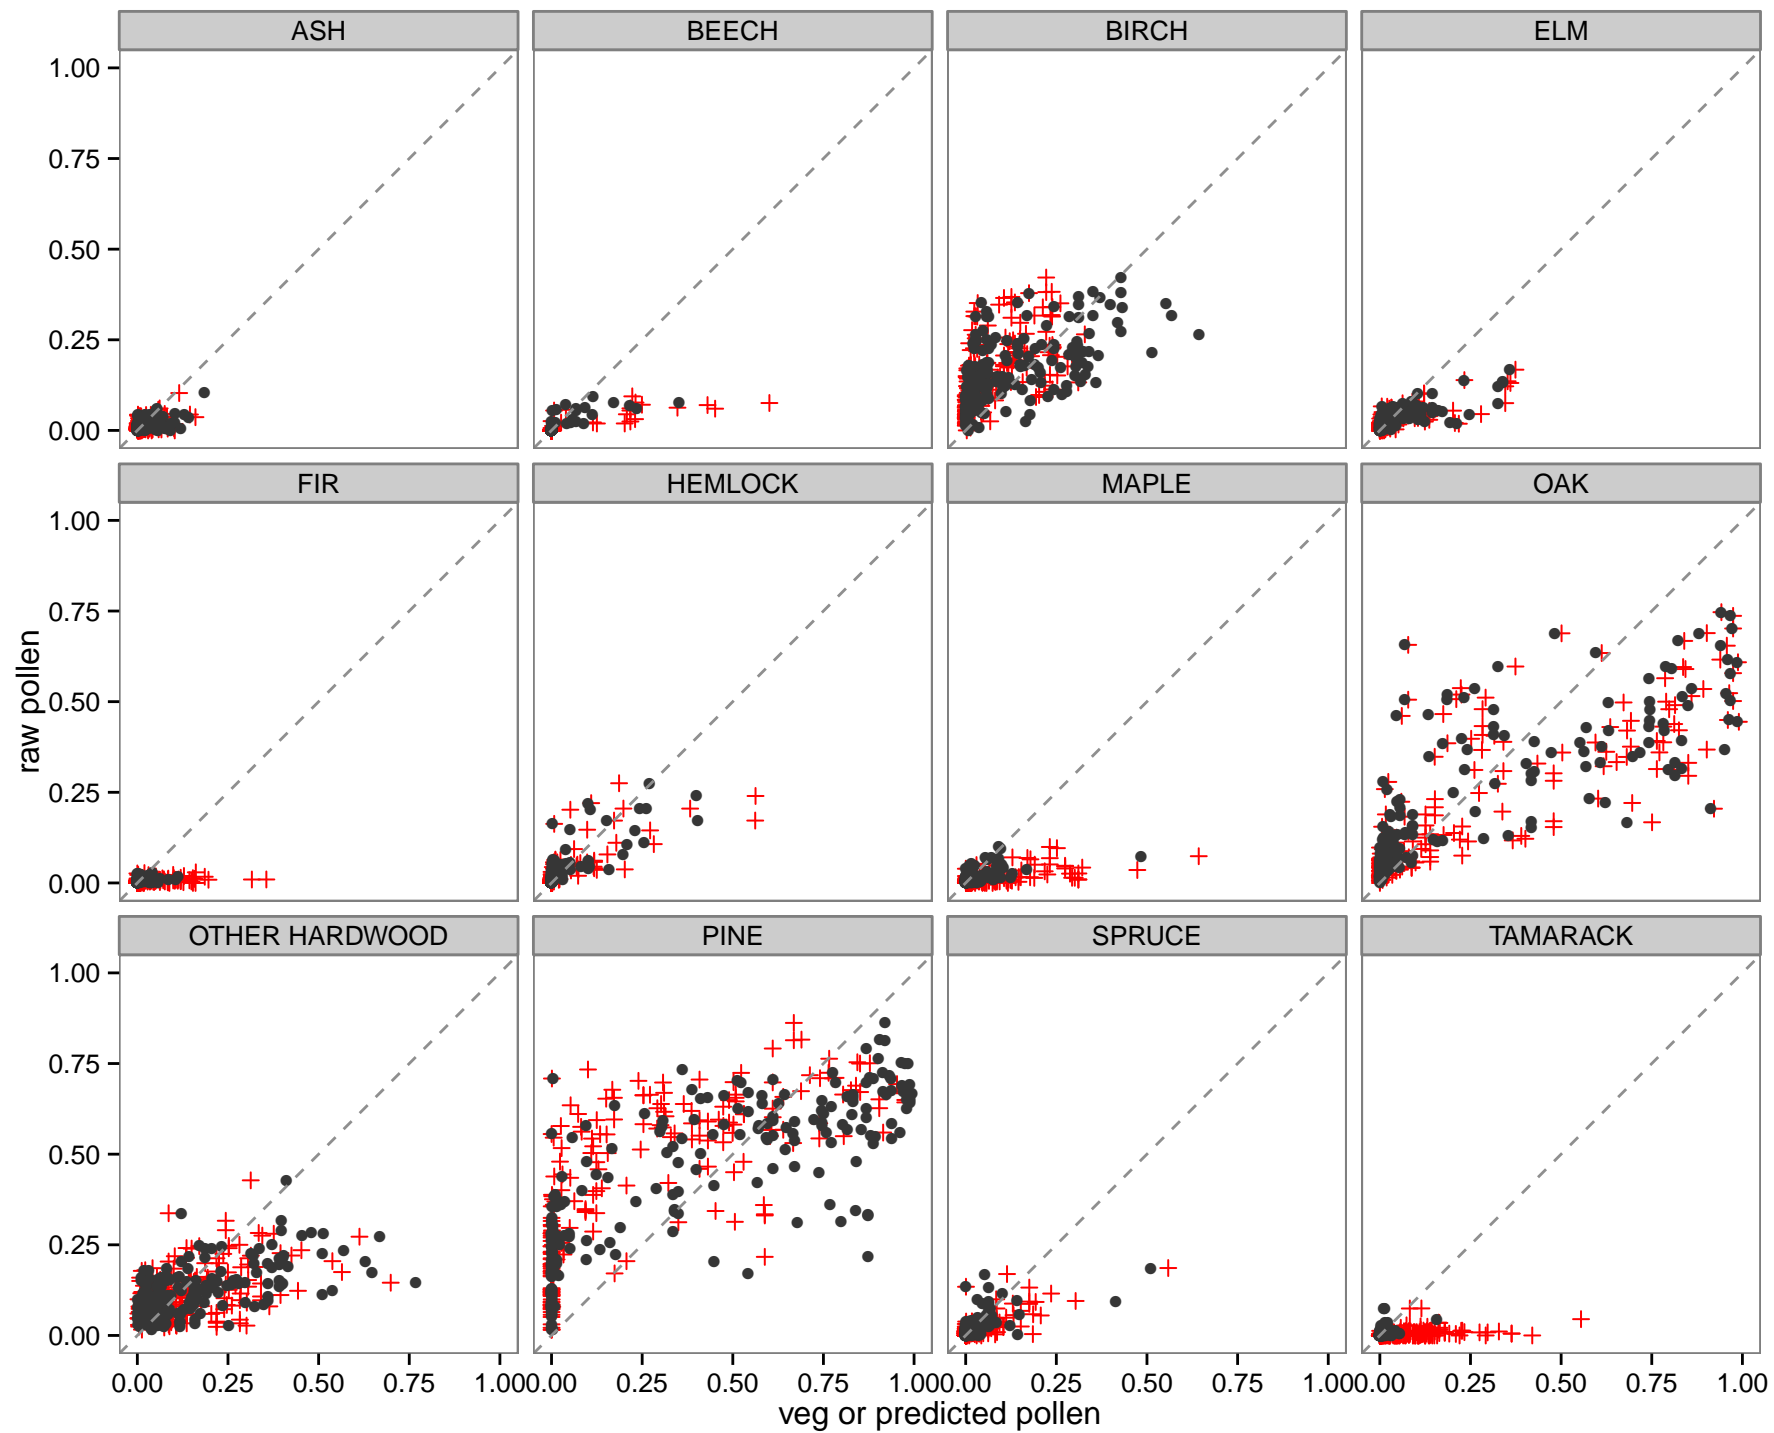 ASH BEECH BIRCH ELM
1.00
0.75
0.50
0.25
0.00
FIR HEMLOCK MAPLE OAK
1.00
0.75
0.50
0.25
0.00
raw pollen
OTHER HARDWOOD PINE SPRUCE TAMARACK
1.00
0.75
0.50
0.25
0.00
0.00 0.25 0.50 0.75 1.00 0.00 0.25 0.50 0.75 1.00 0.00 0.25 0.50 0.75 1.00 0.00 0.25 0.50 0.75 1.00
veg or predicted pollen